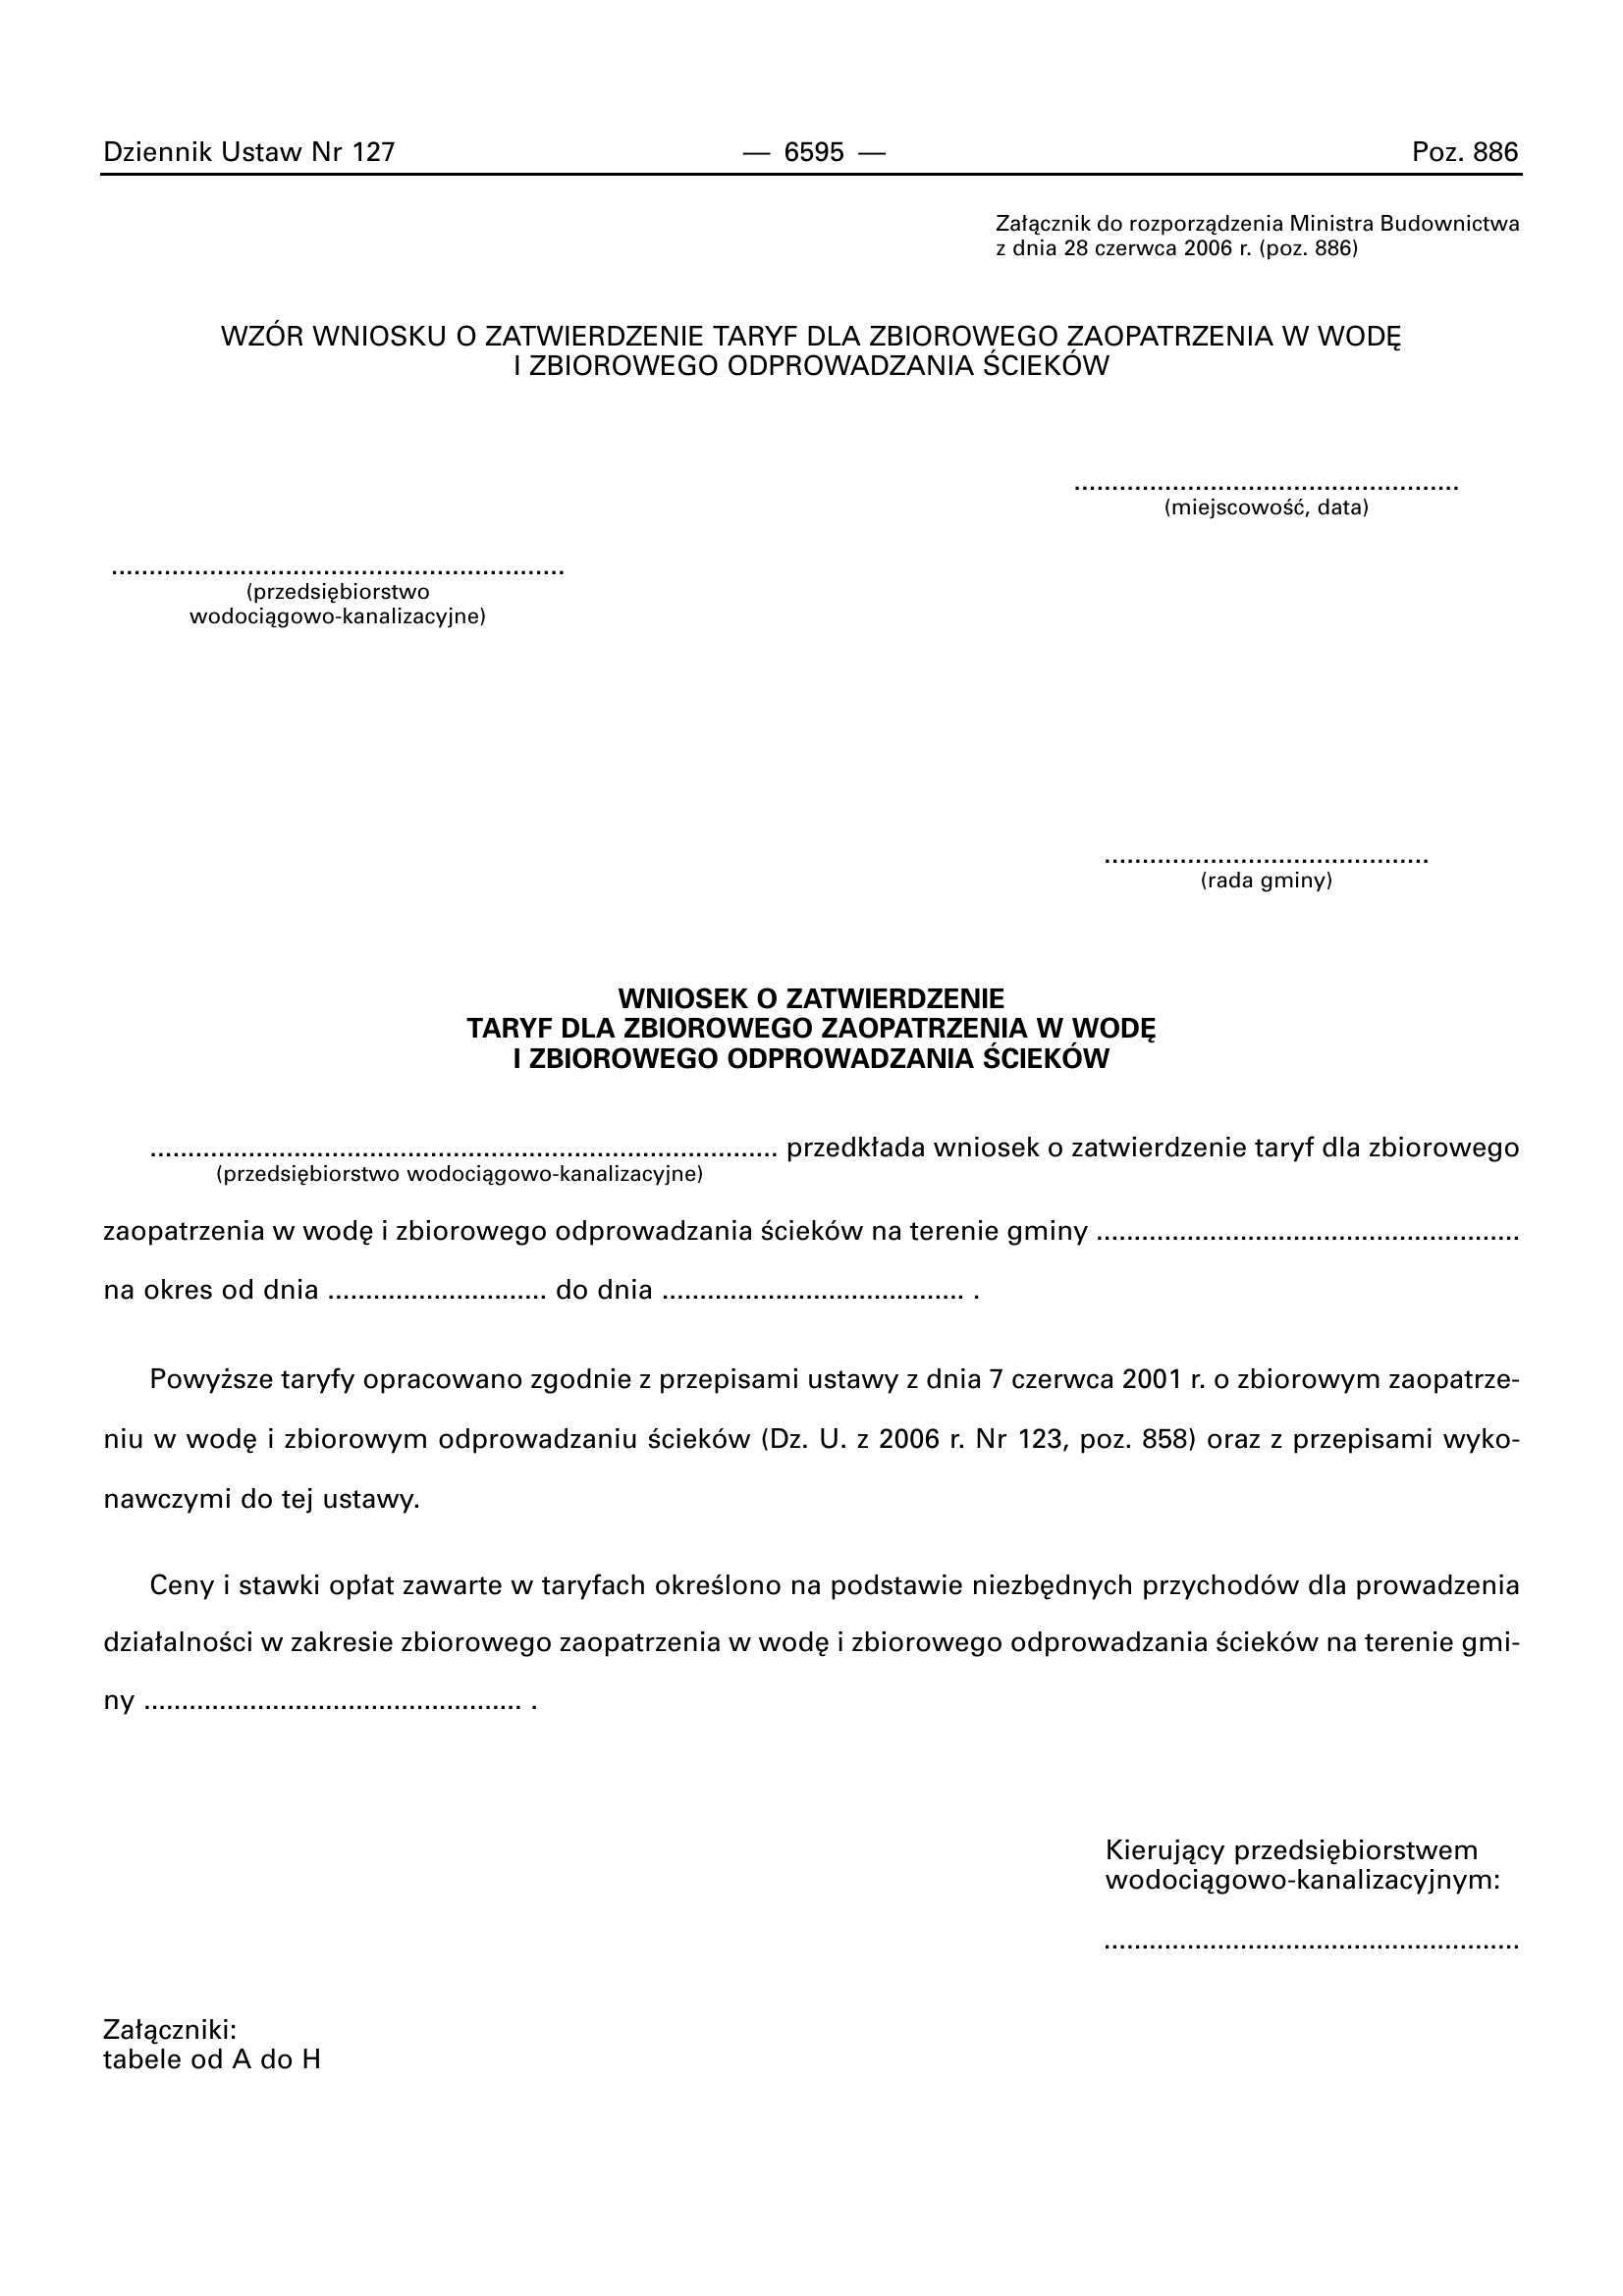 Dziennik Ustaw Nr 127 — 6595 — Poz. 886
Załącznik do rozporządzenia Ministra Budownictwa
z dnia 28 czerwca 2006 r. (poz. 886)
WZÓR WNIOSKU O ZATWIERDZENIE TARYF DLA ZBIOROWEGO ZAOPATRZENIA W WODĘ
I ZBIOROWEGO ODPROWADZANIA ŚCIEKÓW
...................................................
(miejscowość, data)
............................................................
(przedsiębiorstwo
wodociągowo-kanalizacyjne)
...........................................
(rada gminy)
WNIOSEK O ZATWIERDZENIE
TARYF DLA ZBIOROWEGO ZAOPATRZENIA W WODĘ
I ZBIOROWEGO ODPROWADZANIA ŚCIEKÓW
................................................................................... przedkłada wniosek o zatwierdzenie taryf dla zbiorowego
(przedsiębiorstwo wodociągowo-kanalizacyjne)
zaopatrzenia w wodę i zbiorowego odprowadzania ścieków na terenie gminy ........................................................
na okres od dnia ............................. do dnia ........................................ .
Powyższe taryfy opracowano zgodnie z przepisami ustawy z dnia 7 czerwca 2001 r. o zbiorowym zaopatrze-
niu w wodę i zbiorowym odprowadzaniu ścieków (Dz. U. z 2006 r. Nr 123, poz. 858) oraz z przepisami wyko-
nawczymi do tej ustawy.
Ceny i stawki opłat zawarte w taryfach określono na podstawie niezbędnych przychodów dla prowadzenia
działalności w zakresie zbiorowego zaopatrzenia w wodę i zbiorowego odprowadzania ścieków na terenie gmi-
ny .................................................. .
Kierujący przedsiębiorstwem
wodociągowo-kanalizacyjnym:
.......................................................
Załączniki:
tabele od A do H